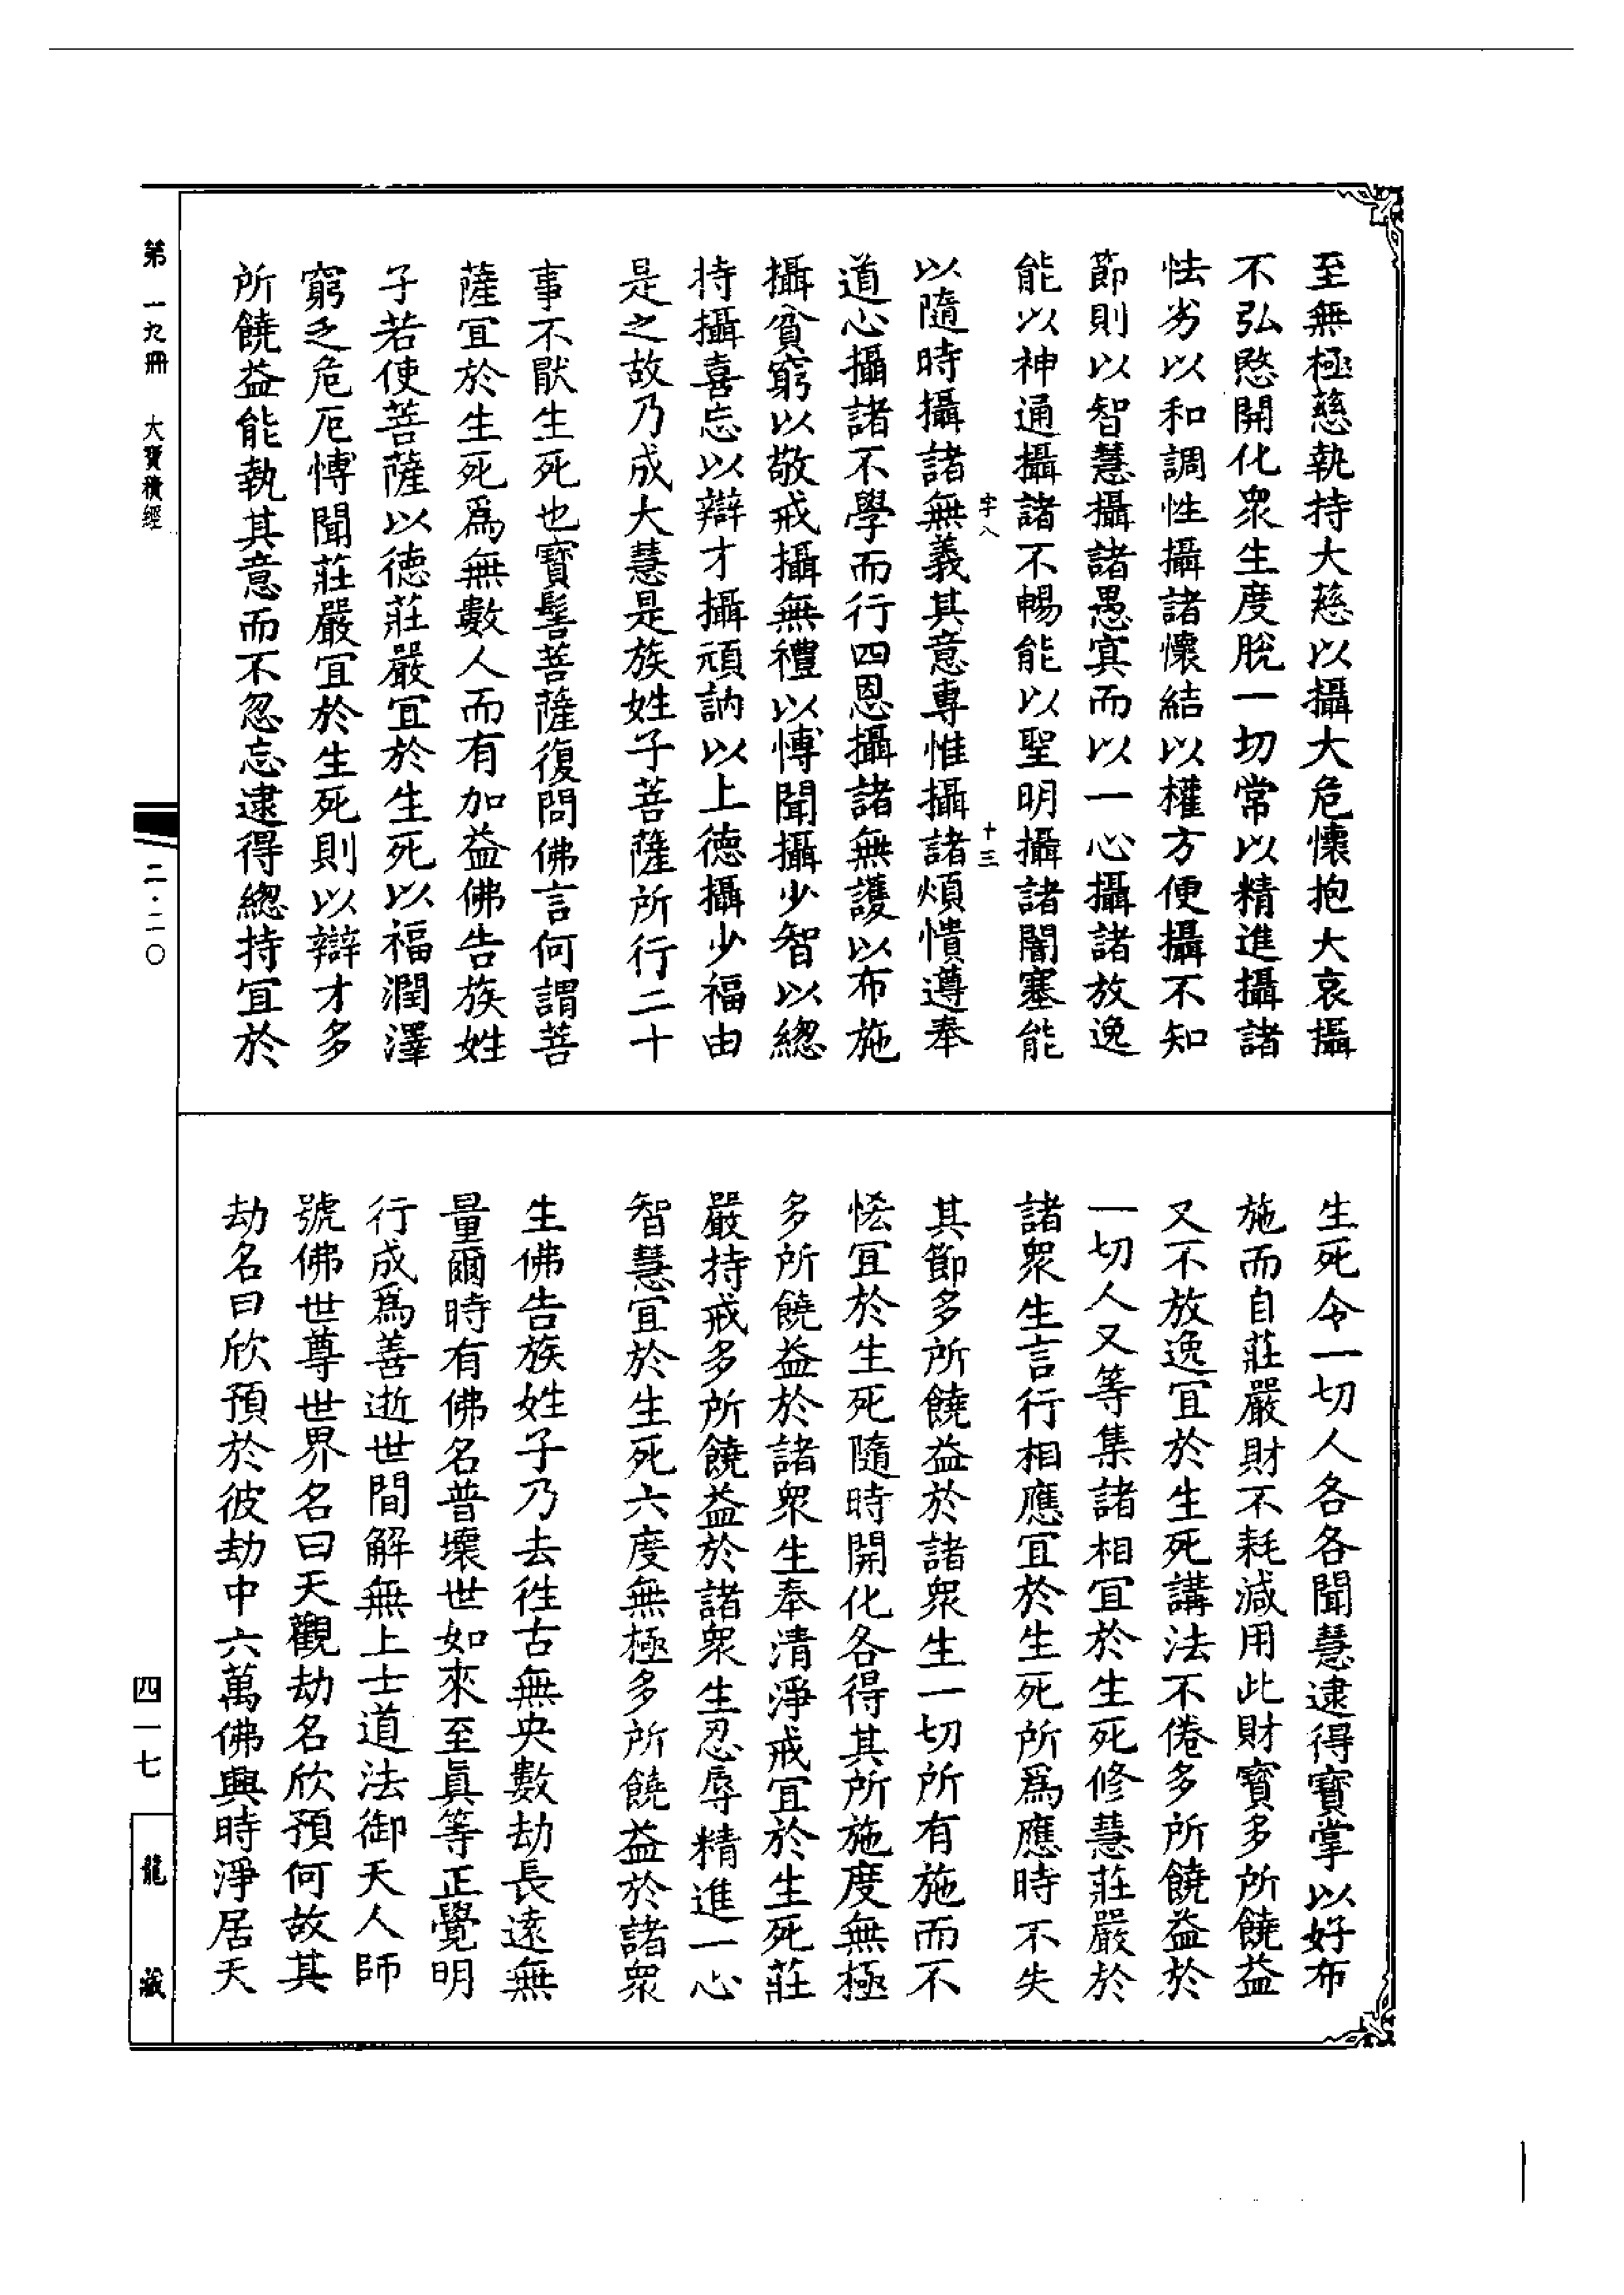 至無極慈執持大慈以攝大危懷抱大哀攝
不弘愍開化衆生度脫一切常以精進攝諸
怯劣以和調性攝諸懷結以權方便攝不知
節則以智慧攝諸愚冥而以一心攝諸放逸
能以神通攝諸不暢能以聖明攝諸闇塞能
字八
十三
以隨時攝諸無義其意專惟攝諸煩憒遵奉
道心攝諸不學而行四恩攝諸無護以布施
攝貧窮以敬戒攝無禮以博聞攝少智以總
持攝喜忘以辯才攝頑訥以上德攝少福由
是之故乃成大慧是族姓子菩薩所行二十
事不猒生死也寶髻菩薩復問佛言何謂菩
薩宜於生死爲無數人而有加益佛告族姓
子若使菩薩以德莊嚴宜於生死以福潤澤
窮乏危厄博聞莊嚴宜於生死則以辯才多
所饒益能執其意而不忽忘逮得總持宜於
生死令一切人各各聞慧逮得寶掌以好布
施而自莊嚴財不耗減用此財寶多所饒益
又不放逸宜於生死講法不倦多所饒益於
一切人又等集諸相宜於生死修慧莊嚴於
諸衆生言行相應宜於生死所爲應時不失
其節多所饒益於諸衆生一切所有施而不
恡宜於生死隨時開化各得其所施度無極
多所饒益於諸衆生奉清淨戒宜於生死莊
嚴持戒多所饒益於諸衆生忍辱精進一心
智慧宜於生死六度無極多所饒益於諸衆
生佛告族姓子乃去徃古無央數劫長遠無
量爾時有佛名普壞世如來至眞等正覺明
行成爲善逝世間解無上士道法御天人師
號佛世尊世界名曰天觀劫名欣預何故其
劫名曰欣預於彼劫中六萬佛興時淨居天
第一九冊 大寶積經
二·二〇
四一七
龍藏